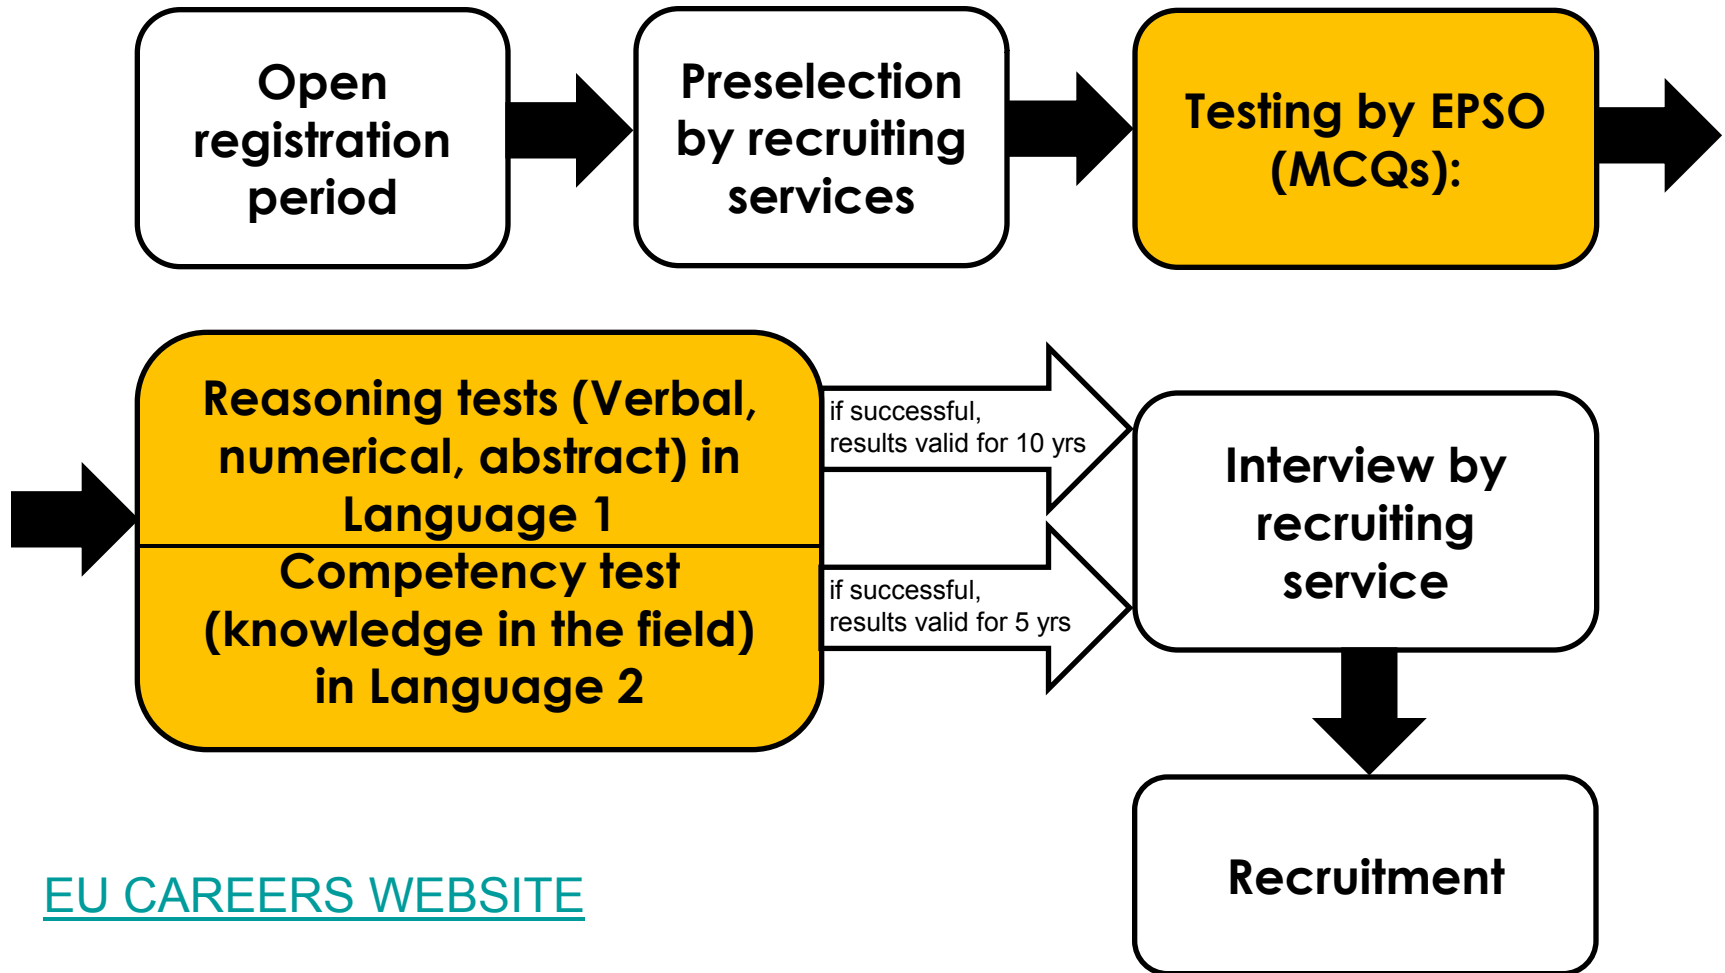 Open
registration
period
Preselection
by recruiting
services
Testing by EPSO
(MCQs):
Reasoning tests (Verbal,
numerical, abstract) in
Language 1
Competency test
(knowledge in the field)
in Language 2
if successful,
results valid for 10 yrs
if successful,
results valid for 5 yrs
Interview by
recruiting
service
Recruitment
EU CAREERS WEBSITE